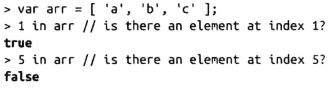 > var arr = [ 'a', 'b', 'c' ];
> 1 in arr // is there an element at index 1?
true
> 5 in arr // is there an element at index 5?
false